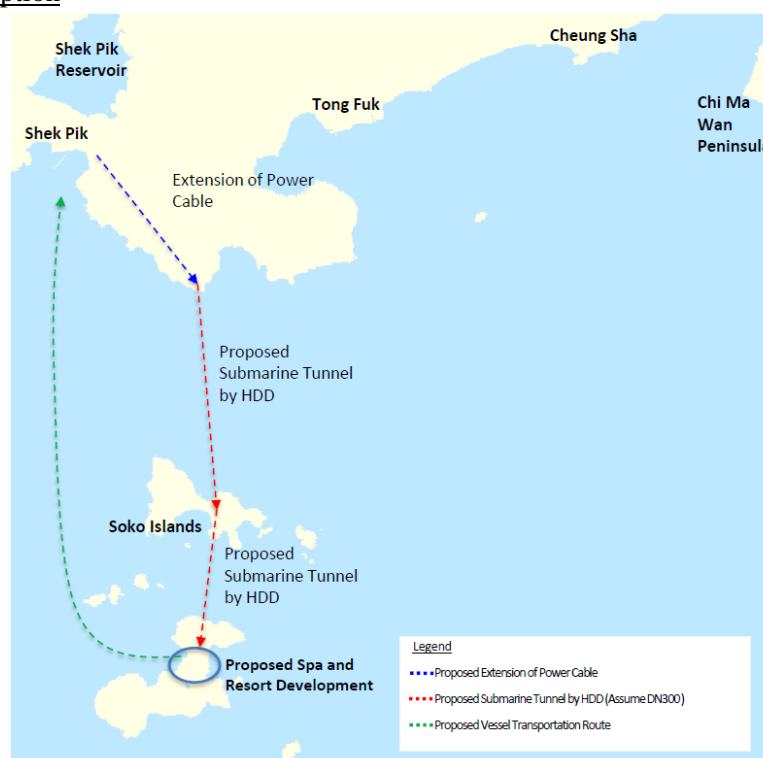 Shek Pik
Reservoir
Cheung Sha
Tong Fuk
Chi Ma
Wan
Peninsul
Shek Pik
Extension of Power
Cable
Proposed
Submarine Tunnel
by HDD
Soko Islands
Proposed
Submarine Tunnel
by HDD
Proposed Spa and
Resort Development
Legend
Proposed Extension of Power Cable
Proposed Submarine Tunnel by HDD (Assume DN300)
Proposed Vessel Transportation Route